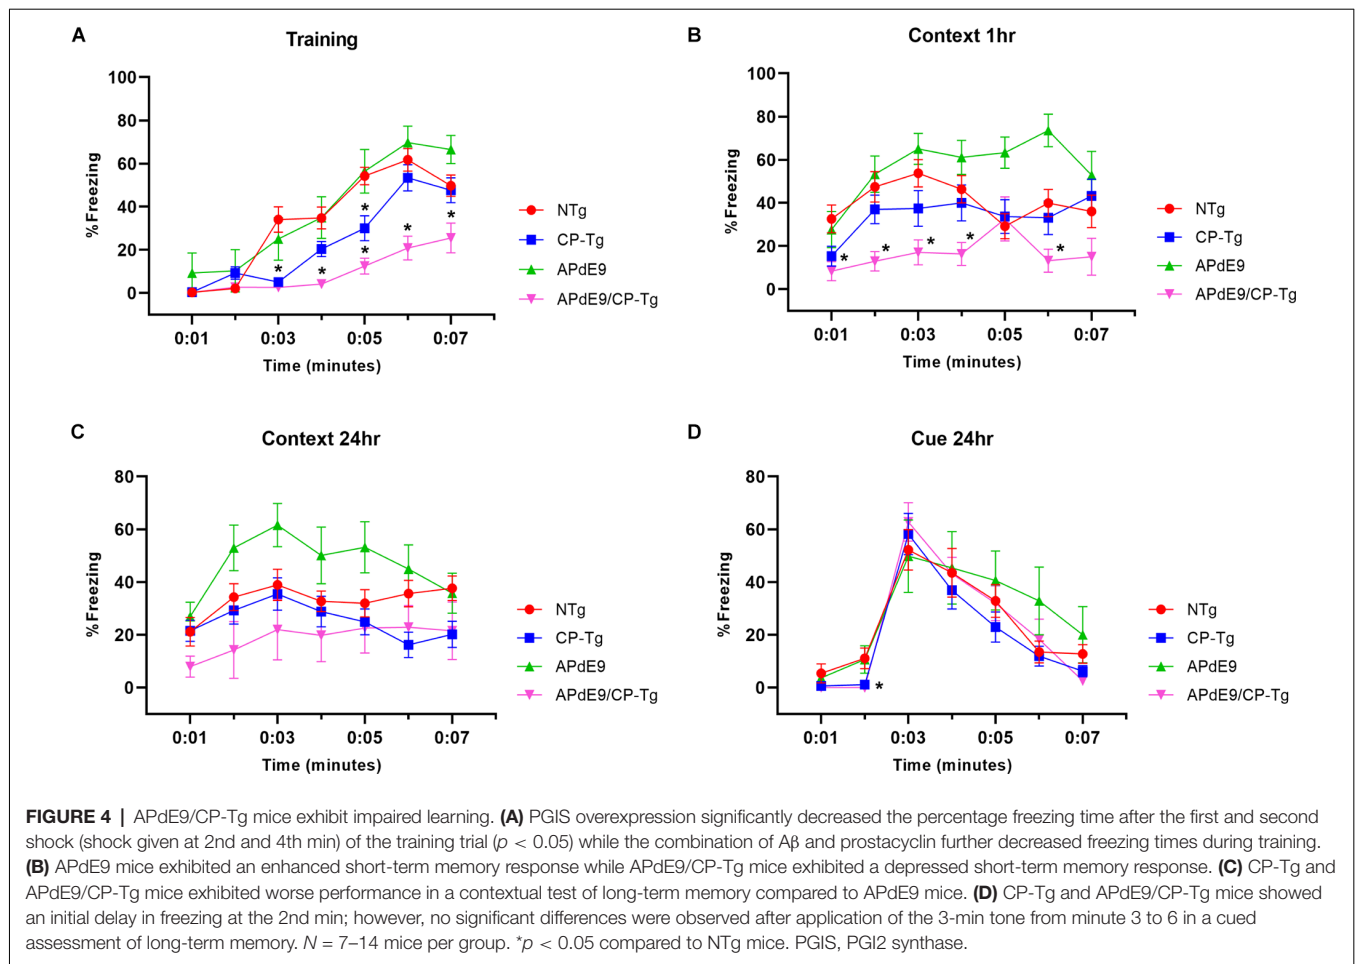 A
Training
100
80
60
40
20
0
%Freezing
*
*
*
*
*
*
*
NTg
CP-Tg
APdE9
APdE9/CP-Tg
0:01 0:03 0:05 0:07
Time (minutes)
B
Context 1hr
100
80
60
40
20
0
%Freezing
*
*
*
*
*
NTg
CP-Tg
APdE9
APdE9/CP-Tg
0:01 0:03 0:05 0:07
Time (minutes)
C
Context 24hr
80
60
40
20
0
%Freezing
NTg
CP-Tg
APdE9
APdE9/CP-Tg
0:01 0:03 0:05 0:07
Time (minutes)
D
Cue 24hr
80
60
40
20
0
%Freezing
*
NTg
CP-Tg
APdE9
APdE9/CP-Tg
0:01 0:03 0:05 0:07
Time (minutes)
FIGURE 4 | APdE9/CP-Tg mice exhibit impaired learning. (A) PGIS overexpression significantly decreased the percentage freezing time after the first and second
shock (shock given at 2nd and 4th min) of the training trial (p < 0.05) while the combination of Aβ and prostacyclin further decreased freezing times during training.
(B) APdE9 mice exhibited an enhanced short-term memory response while APdE9/CP-Tg mice exhibited a depressed short-term memory response. (C) CP-Tg and
APdE9/CP-Tg mice exhibited worse performance in a contextual test of long-term memory compared to APdE9 mice. (D) CP-Tg and APdE9/CP-Tg mice showed
an initial delay in freezing at the 2nd min; however, no significant differences were observed after application of the 3-min tone from minute 3 to 6 in a cued
assessment of long-term memory. N = 7–14 mice per group. *p < 0.05 compared to NTg mice. PGIS, PGI2 synthase.